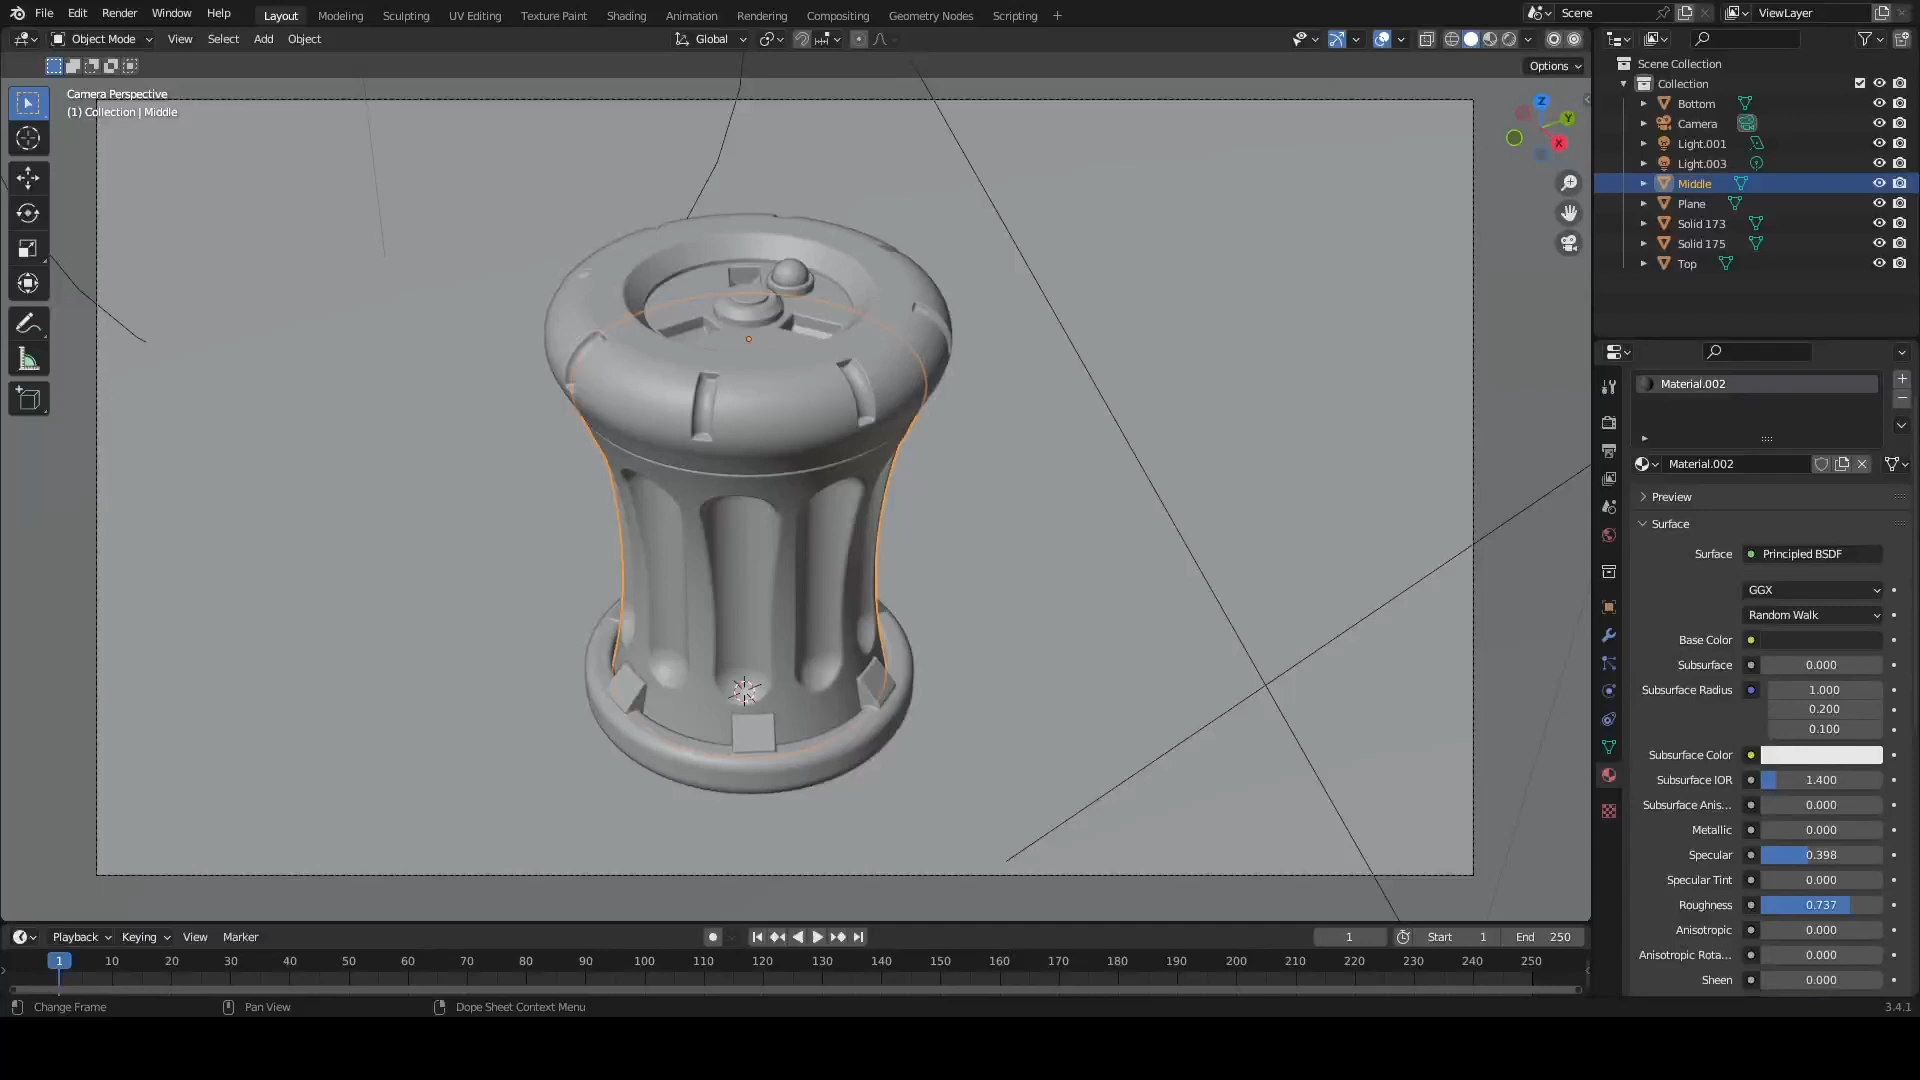 File Edit Render Window Help Layout Modeling Sculpting UV Editing Texture Paint Shading Animation Rendering Compositing Geometry Nodes Scripting + Scene ViewLayer
Object Mode View Select Add Object Global
Options
Camera Perspective
(1) Collection | Middle
Z
Y
X
Scene Collection
Collection
Bottom
Camera
Light.001
Light.003
Middle
Plane
Solid 173
Solid 175
Top
Material.002
Material.002
Preview
Surface
Surface Principled BSDF
GGX
Random Walk
Base Color
Subsurface 0.000
Subsurface Radius 1.000
0.200
0.100
Subsurface Color
Subsurface IOR 1.400
Subsurface Anis... 0.000
Metallic 0.000
Specular 0.398
Specular Tint 0.000
Roughness 0.737
Anisotropic 0.000
Anisotropic Rota... 0.000
Sheen 0.000
Playback Keying View Marker 1 Start 1 End 250
1 10 20 30 40 50 60 70 80 90 100 110 120 130 140 150 160 170 180 190 200 210 220 230 240 250
Change Frame Pan View Dope Sheet Context Menu 3.4.1